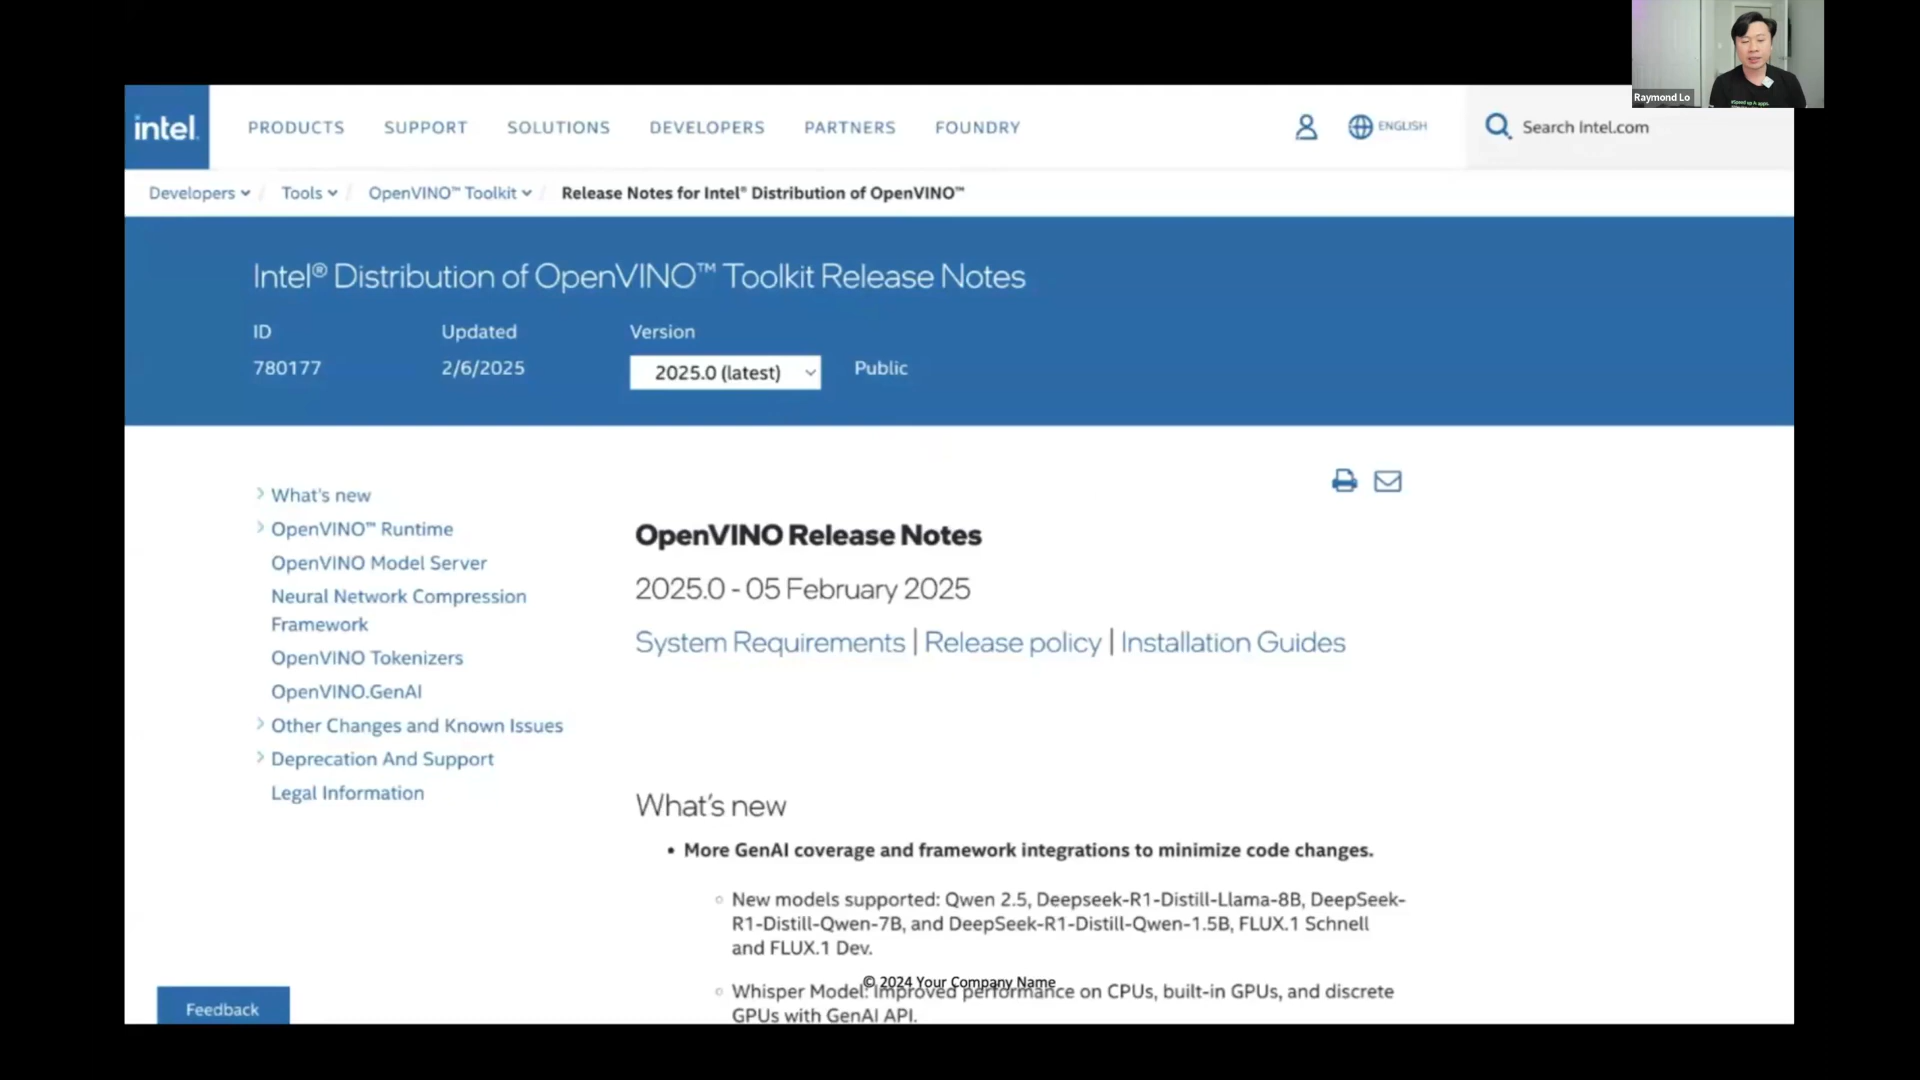 Raymond Lo
intel.
PRODUCTS SUPPORT SOLUTIONS DEVELOPERS PARTNERS FOUNDRY
ENGLISH
Search Intel.com
Developers / Tools / OpenVINO™ Toolkit / Release Notes for Intel® Distribution of OpenVINO™
Intel® Distribution of OpenVINO™ Toolkit Release Notes
ID Updated Version
780177 2/6/2025 2025.0 (latest) Public
What's new
OpenVINO™ Runtime
OpenVINO Model Server
Neural Network Compression
Framework
OpenVINO Tokenizers
OpenVINO.GenAI
Other Changes and Known Issues
Deprecation And Support
Legal Information
Feedback
OpenVINO Release Notes
2025.0 - 05 February 2025
System Requirements | Release policy | Installation Guides
What's new
• More GenAI coverage and framework integrations to minimize code changes.
◦ New models supported: Qwen 2.5, Deepseek-R1-Distill-Llama-8B, DeepSeek-
R1-Distill-Qwen-7B, and DeepSeek-R1-Distill-Qwen-1.5B, FLUX.1 Schnell
and FLUX.1 Dev.
© 2024 Your Company Name
◦ Whisper Model: Improved performance on CPUs, built-in GPUs, and discrete
GPUs with GenAI API.